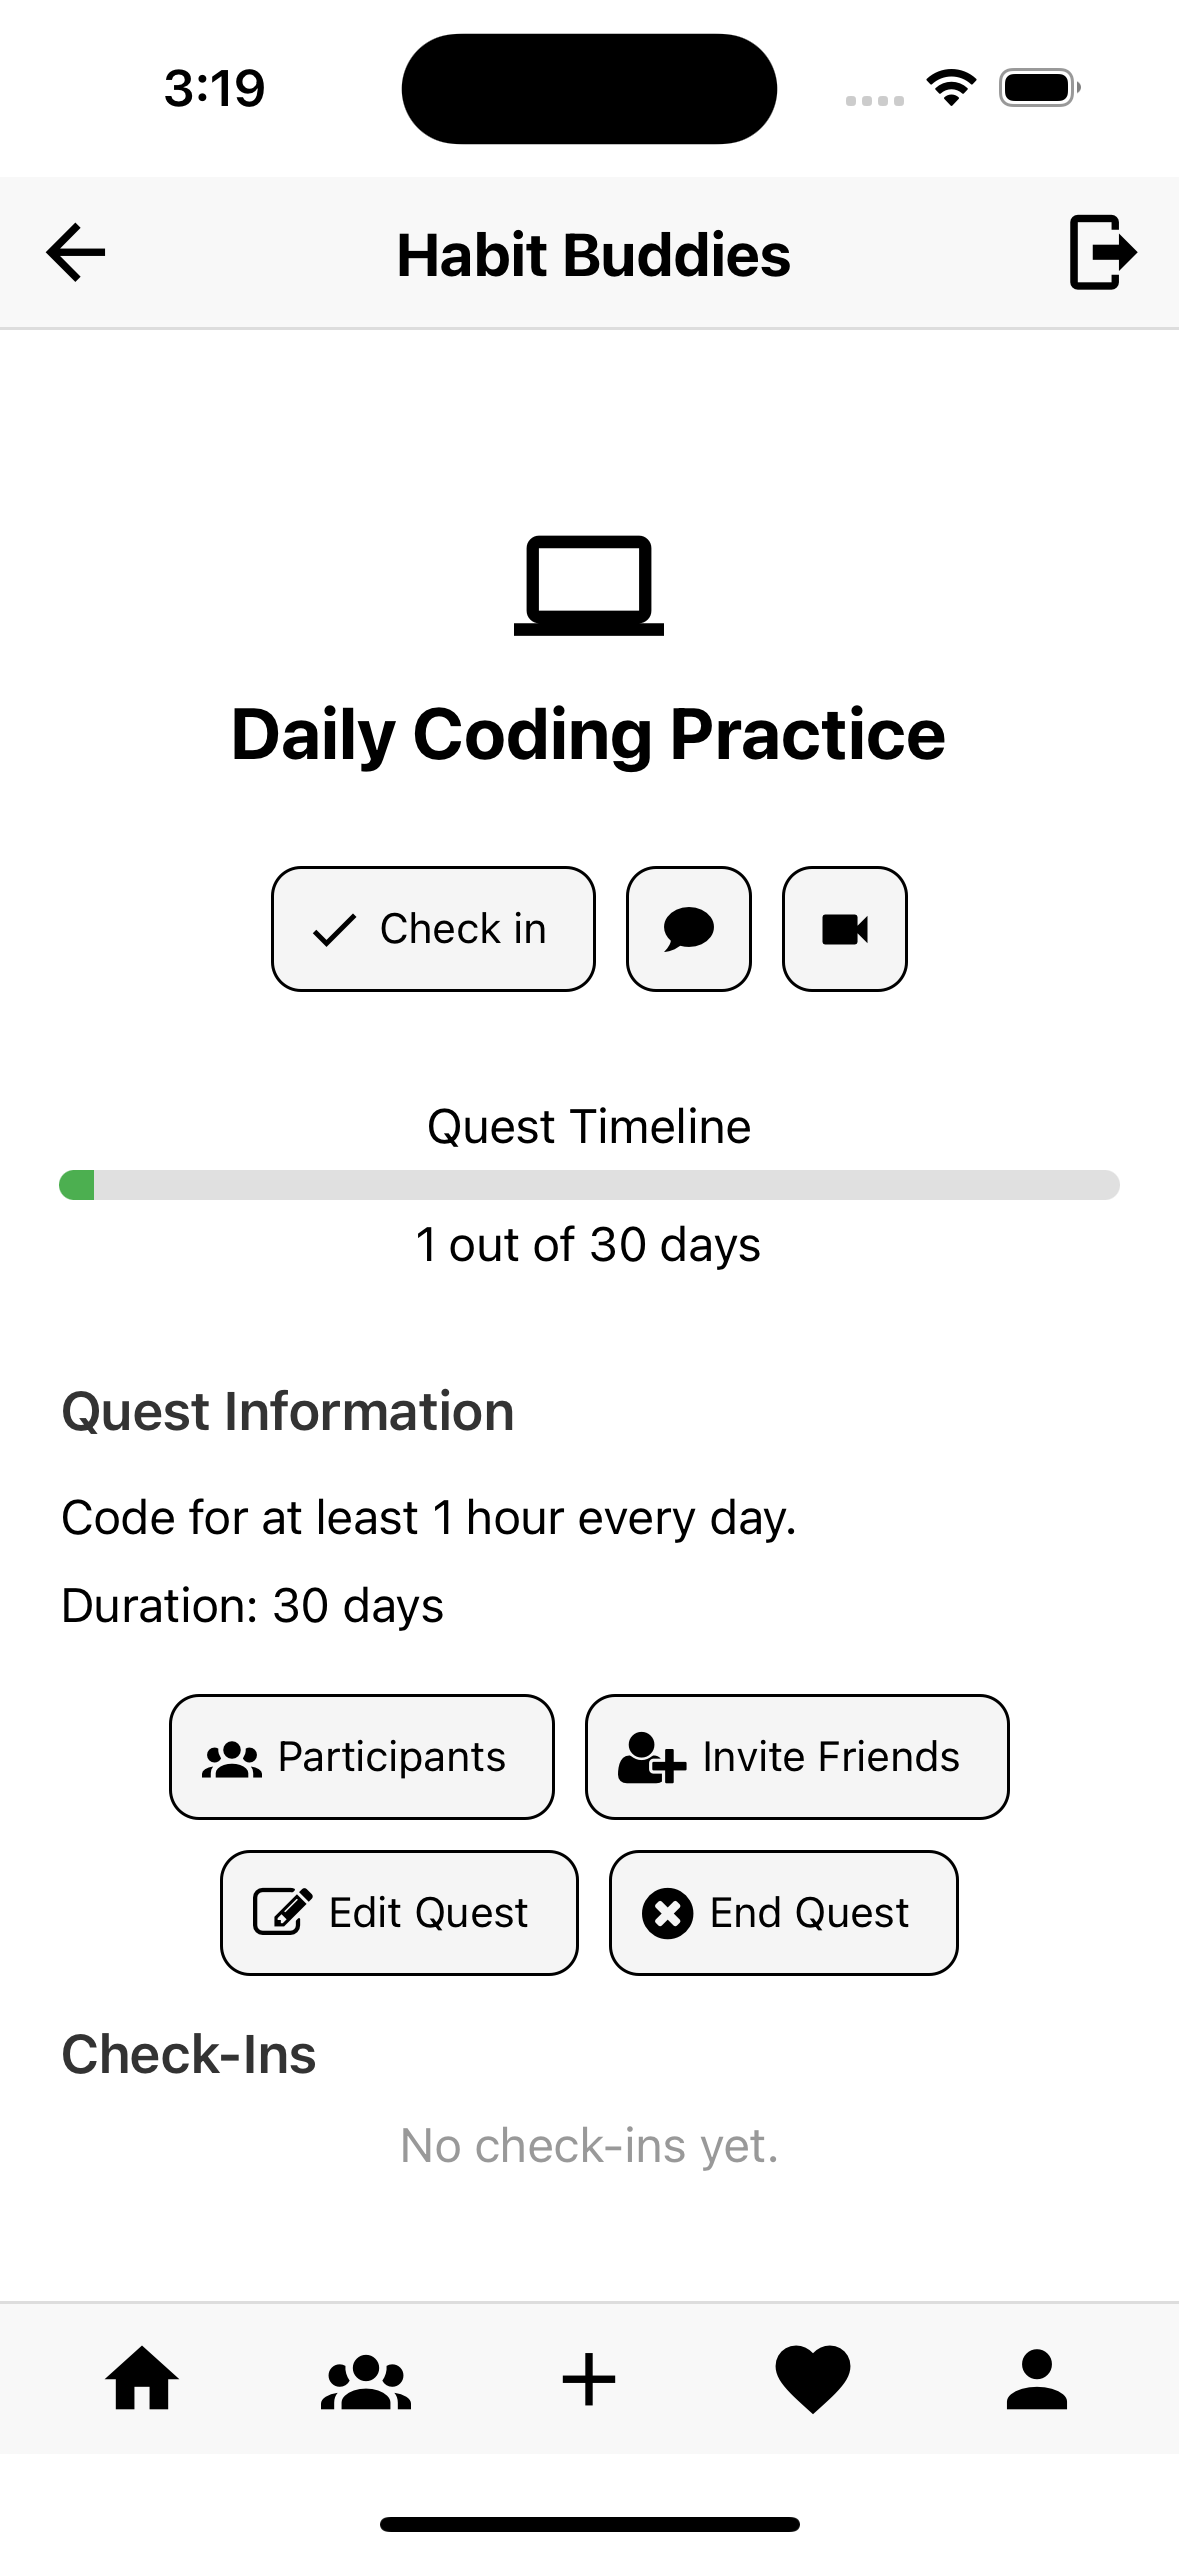 3:19
Habit Buddies
Daily Coding Practice
Check in
Quest Timeline
1 out of 30 days
Quest Information
Code for at least 1 hour every day.
Duration: 30 days
Participants
Invite Friends
Edit Quest
End Quest
Check-Ins
No check-ins yet.